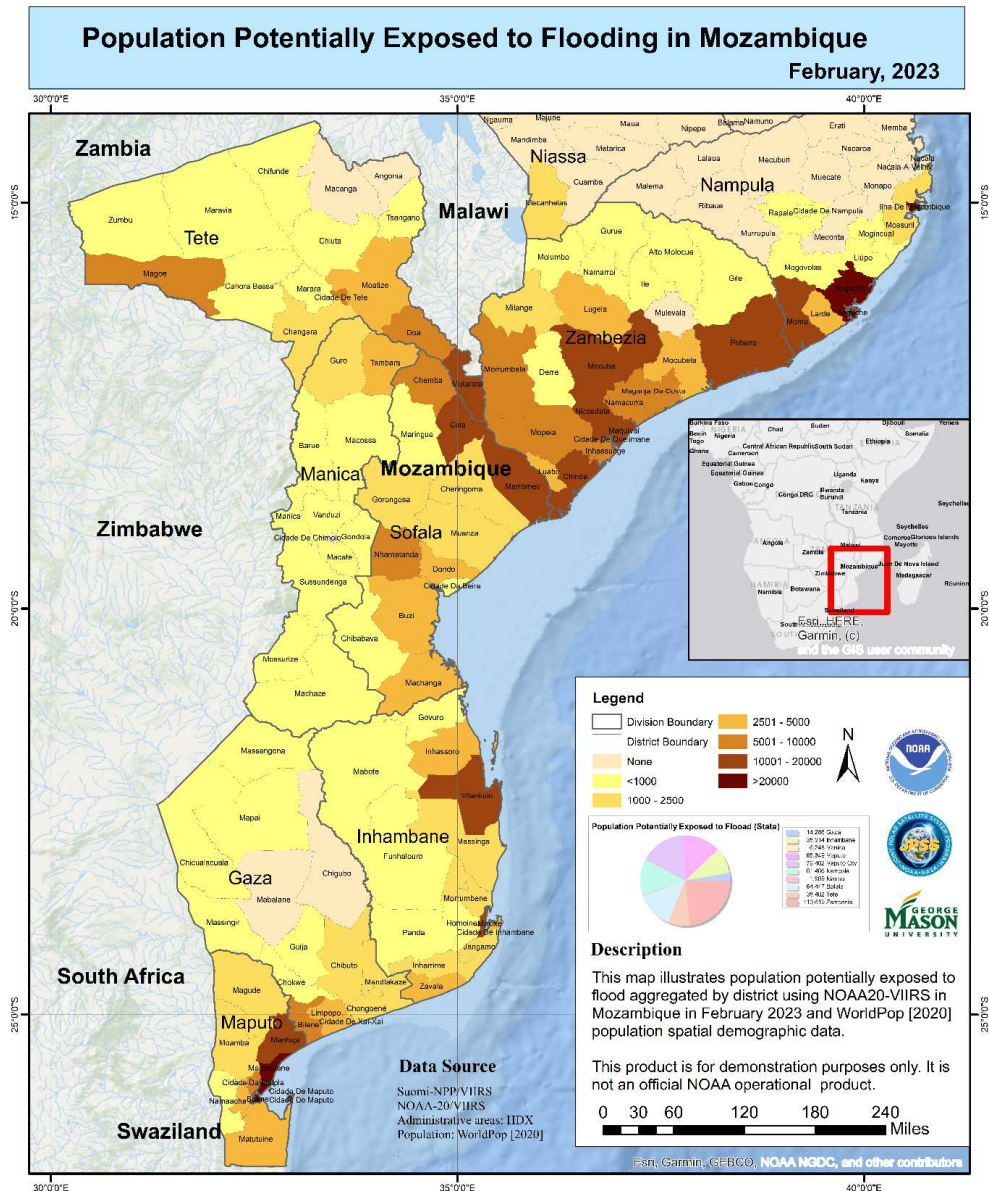 Population Potentially Exposed to Flooding in Mozambique
February, 2023
30°0'0"E
35°0'0"E
40°0'0"E
15°0'0"S
20°0'0"S
25°0'0"S
Zambia
Malawi
Zimbabwe
South Africa
Swaziland
Mozambique
Niassa
Nampula
Tete
Zambezia
Manica
Sofala
Inhambane
Gaza
Maputo
Ngauma
Majune
Maua
Nipepe
Balama
Namuno
Erati
Memba
Mandimba
Metarica
Lalaua
Mecuburi
Nacaroa
Nacala A Velha
Cuamba
Malema
Muecate
Monapo
Ribaue
Rapale
Cidade De Nampula
Mossuril
Murrupula
Meconta
Mogincual
Mogovolas
Liupo
Larde
Moma
Chifunde
Macanga
Angonia
Zumbu
Maravia
Tsangano
Chiuta
Magoe
Cahora Bassa
Marara
Moatize
Cidade De Tete
Changara
Doa
Mutarara
Gurue
Molumbo
Alto Molocue
Namarroi
Ile
Gile
Milange
Lugela
Mulevala
Pebane
Mocuba
Mocubela
Morrumbala
Derre
Maganja Da Costa
Namacurra
Nicoadala
Mopeia
Cidade De Quelimane
Inhassunge
Luabo
Chinde
Guro
Tambara
Chemba
Caia
Maringue
Barue
Macossa
Marromeu
Cheringoma
Gorongosa
Manica
Vanduzi
Muanza
Gondola
Macate
Nhamatanda
Dondo
Sussundenga
Cidade Da Beira
Buzi
Chibabava
Mossurize
Machanga
Machaze
Govuro
Massangena
Inhassoro
Mabote
Mapai
Massinga
Chicualacuala
Funhalouro
Chigubo
Mabalane
Morrumbene
Massingir
Panda
Homoine
Cidade De Inhambane
Jangamo
Guija
Chibuto
Inharrime
Magude
Chokwe
Mandlakaze
Zavala
Limpopo
Chongoene
Bilene
Cidade De Xai-Xai
Moamba
Manhiça
Namaacha
Cidade De Maputo
Matutuine
Legend
Division Boundary
District Boundary
None
<1000
1000 - 2500
2501 - 5000
5001 - 10000
10001 - 20000
>20000
N
NOAA
JPSS
GEORGE
MASON
UNIVERSITY
Population Potentially Exposed to Flooad (State)
Description
This map illustrates population potentially exposed to
flood aggregated by district using NOAA20-VIIRS in
Mozambique in February 2023 and WorldPop [2020]
population spatial demographic data.
This product is for demonstration purposes only. It is
not an official NOAA operational product.
0 30 60 120 180 240
Miles
Data Source
Suomi-NPP/VIIRS
NOAA-20/VIIRS
Administrative areas: HDX
Population: WorldPop [2020]
Esri, HERE,
Garmin, (c)
and the GIS user community
Esri, Garmin, GEBCO, NOAA NGDC, and other contributors